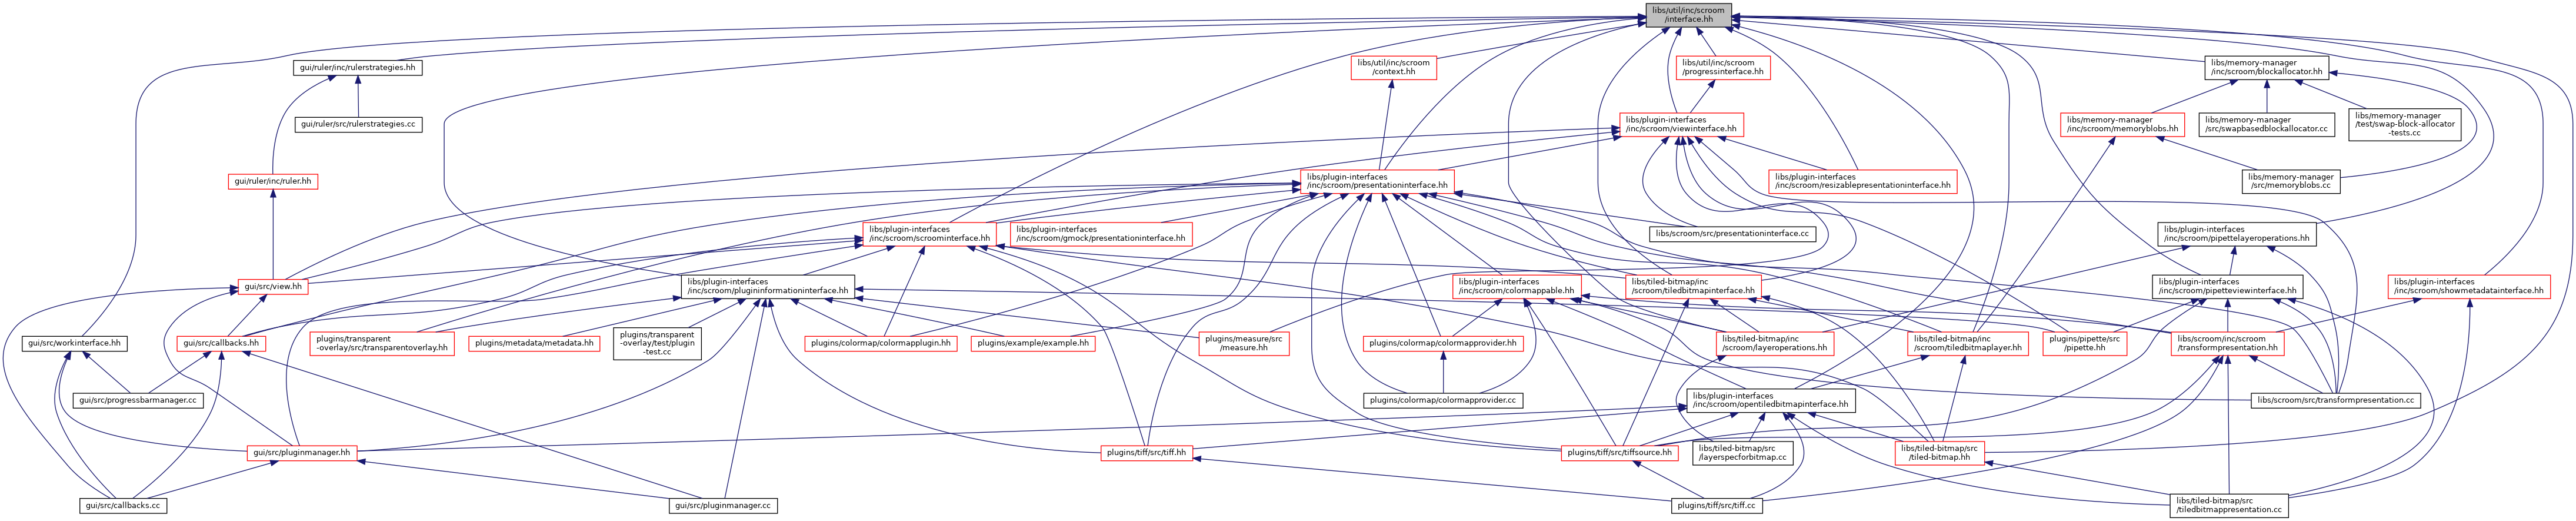 libs/util/inc/scroom
/interface.hh
gui/ruler/inc/rulerstrategies.hh
libs/util/inc/scroom
/context.hh
libs/util/inc/scroom
/progressinterface.hh
libs/memory-manager
/inc/scroom/blockallocator.hh
gui/ruler/src/rulerstrategies.cc
libs/plugin-interfaces
/inc/scroom/viewinterface.hh
libs/memory-manager
/inc/scroom/memoryblobs.hh
libs/memory-manager
/src/swapbasedblockallocator.cc
libs/memory-manager
/test/swap-block-allocator
-tests.cc
gui/ruler/inc/ruler.hh
libs/plugin-interfaces
/inc/scroom/presentationinterface.hh
libs/plugin-interfaces
/inc/scroom/resizablepresentationinterface.hh
libs/memory-manager
/src/memoryblobs.cc
libs/plugin-interfaces
/inc/scroom/scroominterface.hh
libs/plugin-interfaces
/inc/scroom/gmock/presentationinterface.hh
libs/scroom/src/presentationinterface.cc
libs/plugin-interfaces
/inc/scroom/pipettelayeroperations.hh
gui/src/view.hh
libs/plugin-interfaces
/inc/scroom/plugininformationinterface.hh
libs/plugin-interfaces
/inc/scroom/colormappable.hh
libs/tiled-bitmap/inc
/scroom/tiledbitmapinterface.hh
libs/plugin-interfaces
/inc/scroom/pipetteviewinterface.hh
libs/plugin-interfaces
/inc/scroom/showmetadatainterface.hh
gui/src/workinterface.hh
gui/src/callbacks.hh
plugins/transparent
-overlay/src/transparentoverlay.hh
plugins/metadata/metadata.hh
plugins/transparent
-overlay/test/plugin
-test.cc
plugins/colormap/colormapplugin.hh
plugins/example/example.hh
plugins/measure/src
/measure.hh
plugins/colormap/colormapprovider.hh
libs/tiled-bitmap/inc
/scroom/layeroperations.hh
libs/tiled-bitmap/inc
/scroom/tiledbitmaplayer.hh
plugins/pipette/src
/pipette.hh
libs/scroom/inc/scroom
/transformpresentation.hh
gui/src/progressbarmanager.cc
plugins/colormap/colormapprovider.cc
libs/plugin-interfaces
/inc/scroom/opentiledbitmapinterface.hh
libs/scroom/src/transformpresentation.cc
gui/src/pluginmanager.hh
plugins/tiff/src/tiff.hh
plugins/tiff/src/tiffsource.hh
libs/tiled-bitmap/src
/layerspecforbitmap.cc
libs/tiled-bitmap/src
/tiled-bitmap.hh
gui/src/callbacks.cc
gui/src/pluginmanager.cc
plugins/tiff/src/tiff.cc
libs/tiled-bitmap/src
/tiledbitmappresentation.cc